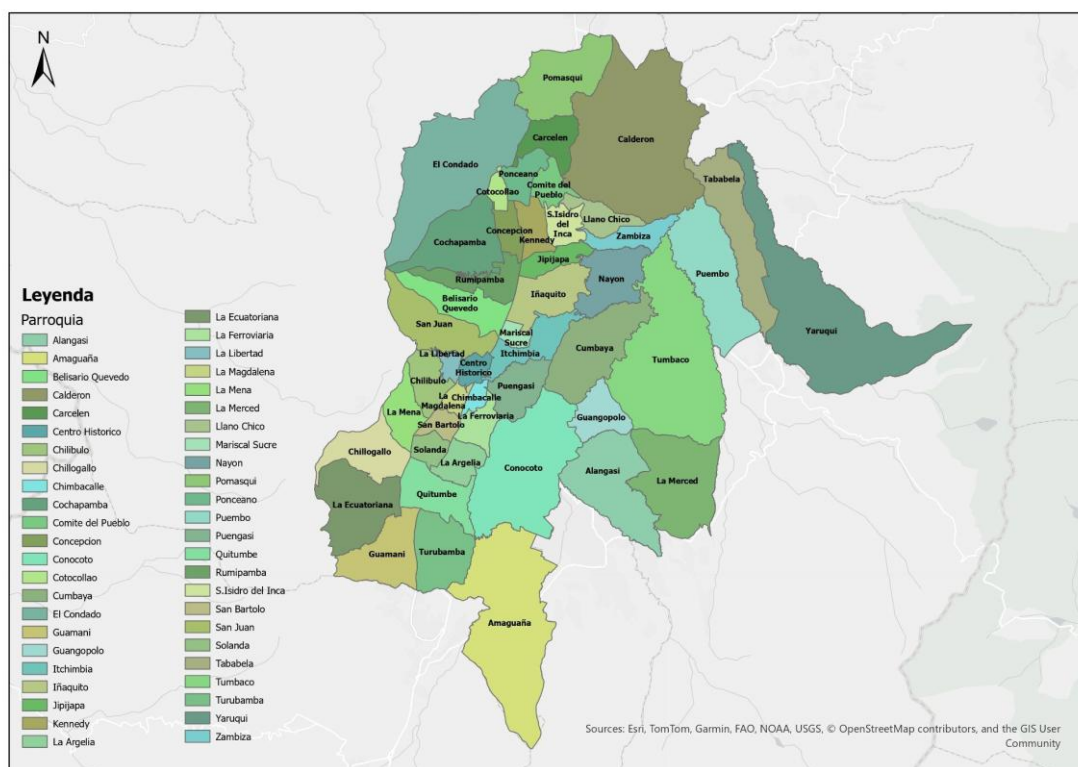 N
Pomasqui
Carcelen
Calderon
El Condado
Ponceano
Cotocollao
Comite del
Pueblo
Tababela
S.Isidro
del
Inca
Llano Chico
Concepcion
Kennedy
Zambiza
Cochapamba
Jipijapa
Puembo
Nayon
Rumipamba
Iñaquito
Belisario
Quevedo
Yaruqui
San Juan
Mariscal
Sucre
La Libertad
Itchimbia
Cumbaya
Tumbaco
Centro
Historico
Chilibulo
Puengasi
La
Magdalena
Chimbacalle
La Mena
La Ferroviaria
Guangopolo
San Bartolo
Solanda
Chillogallo
La Argelia
Conocoto
Alangasi
La Merced
Quitumbe
La Ecuatoriana
Guamani
Turubamba
Amaguaña
Leyenda
Parroquia
Alangasi
Amaguaña
Belisario Quevedo
Calderon
Carcelen
Centro Historico
Chilibulo
Chillogallo
Chimbacalle
Cochapamba
Comite del Pueblo
Concepcion
Conocoto
Cotocollao
Cumbaya
El Condado
Guamani
Guangopolo
Itchimbia
Iñaquito
Jipijapa
Kennedy
La Argelia
La Ecuatoriana
La Ferroviaria
La Libertad
La Magdalena
La Mena
La Merced
Llano Chico
Mariscal Sucre
Nayon
Pomasqui
Ponceano
Puembo
Puengasi
Quitumbe
Rumipamba
S.Isidro del Inca
San Bartolo
San Juan
Solanda
Tababela
Tumbaco
Turubamba
Yaruqui
Zambiza
Sources: Esri, TomTom, Garmin, FAO, NOAA, USGS, © OpenStreetMap contributors, and the GIS User
Community